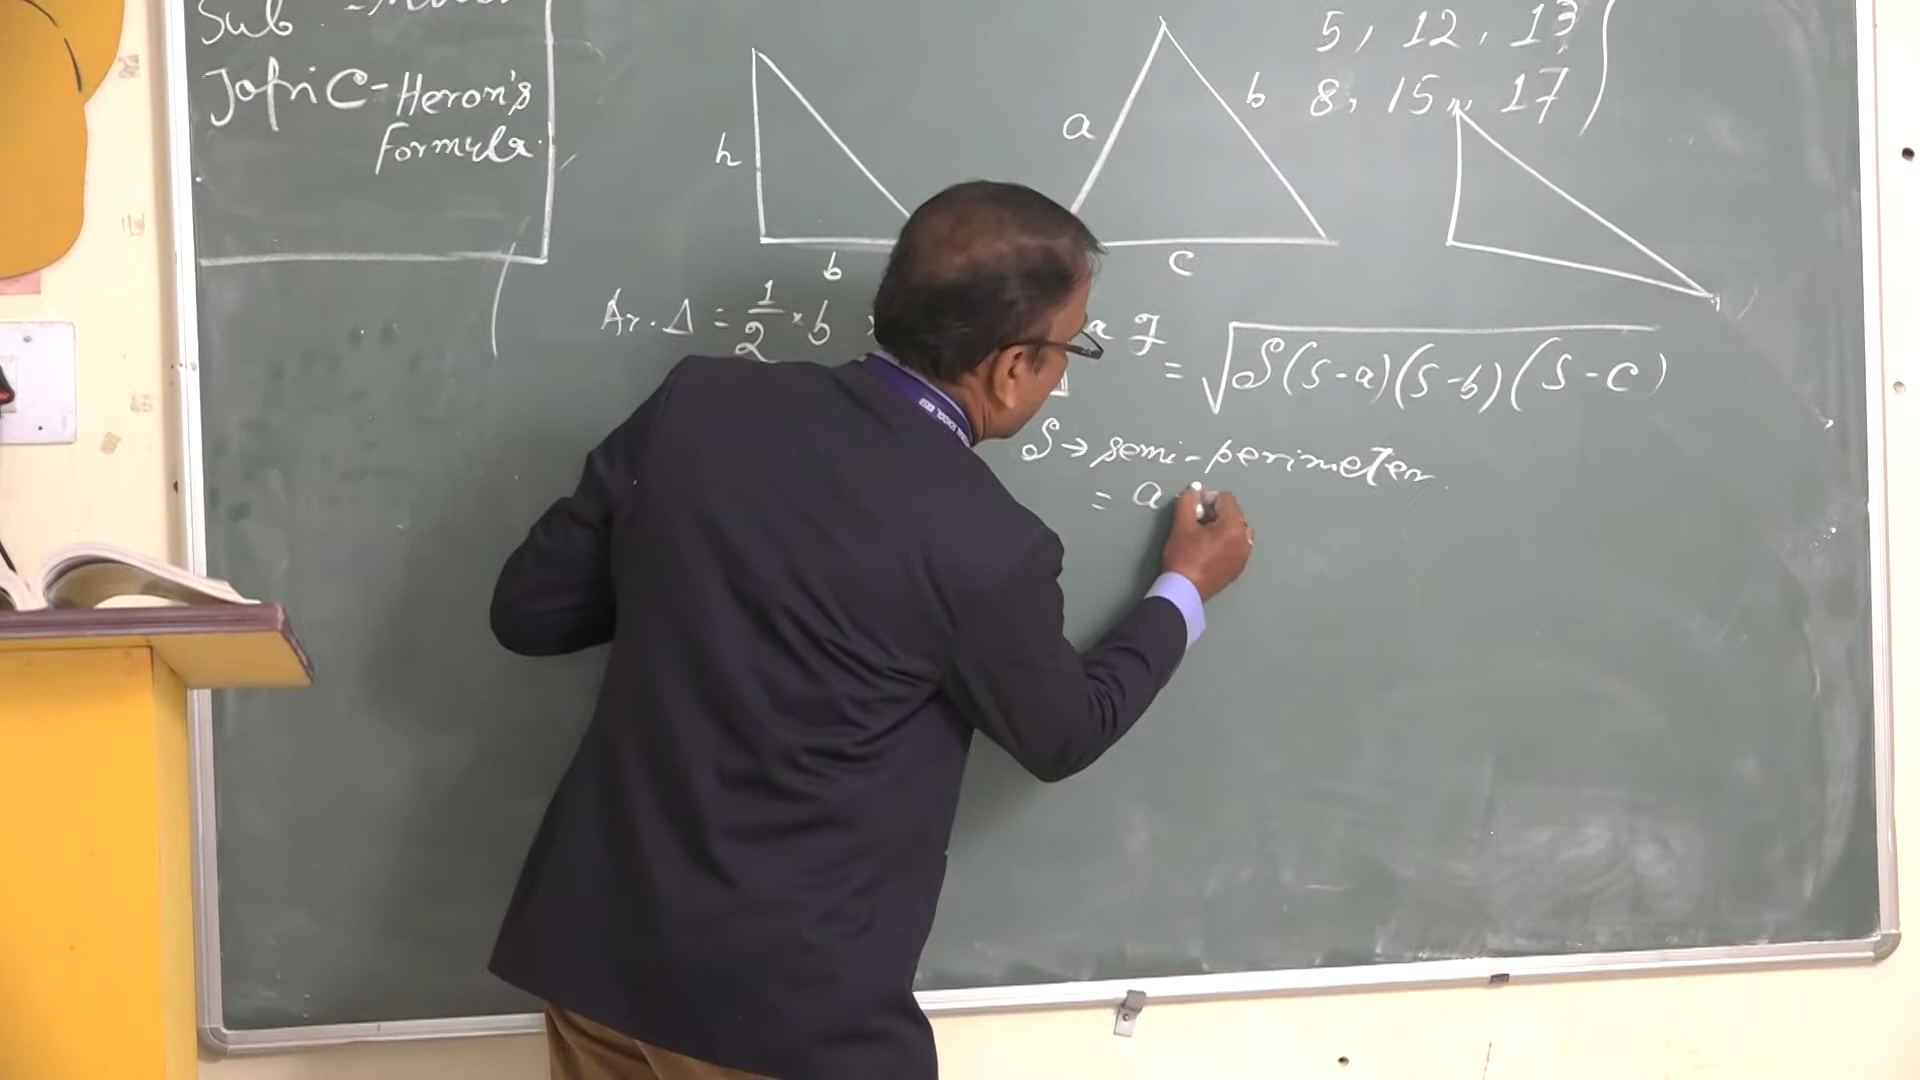 Sub -
Topic - Heron's
Formula.
h
b
a
b
c
5, 12, 13
8, 15, 17
Ar. Δ = 1/2 × b
= √S(S-a)(S-b)(S-c)
S → semi-perimeter
= a